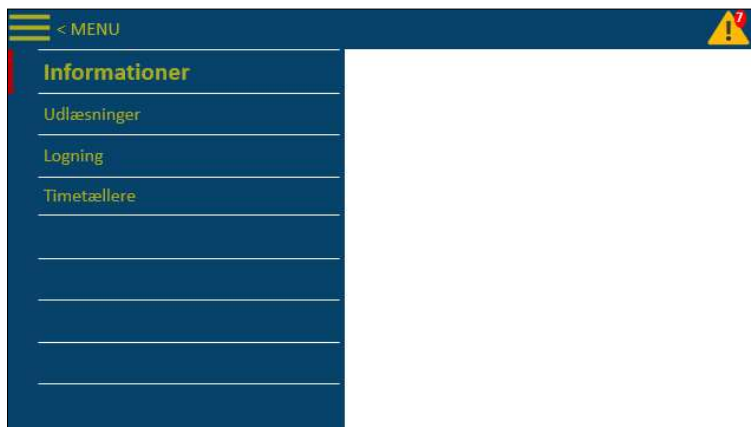 < MENU
7
Informationer
Udlæsninger
Logning
Timetællere